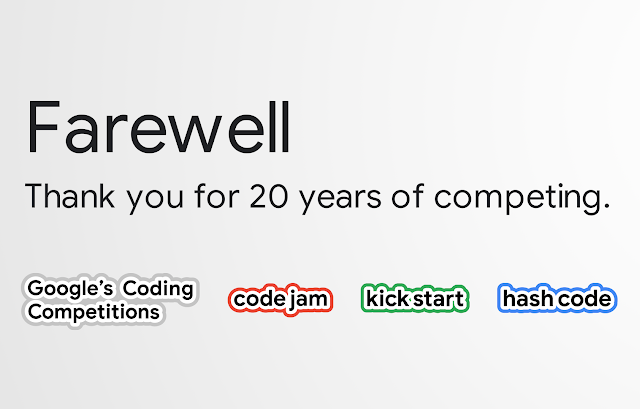 Farewell
Thank you for 20 years of competing.
Google's Coding
Competitions
code jam
kick start
hash code